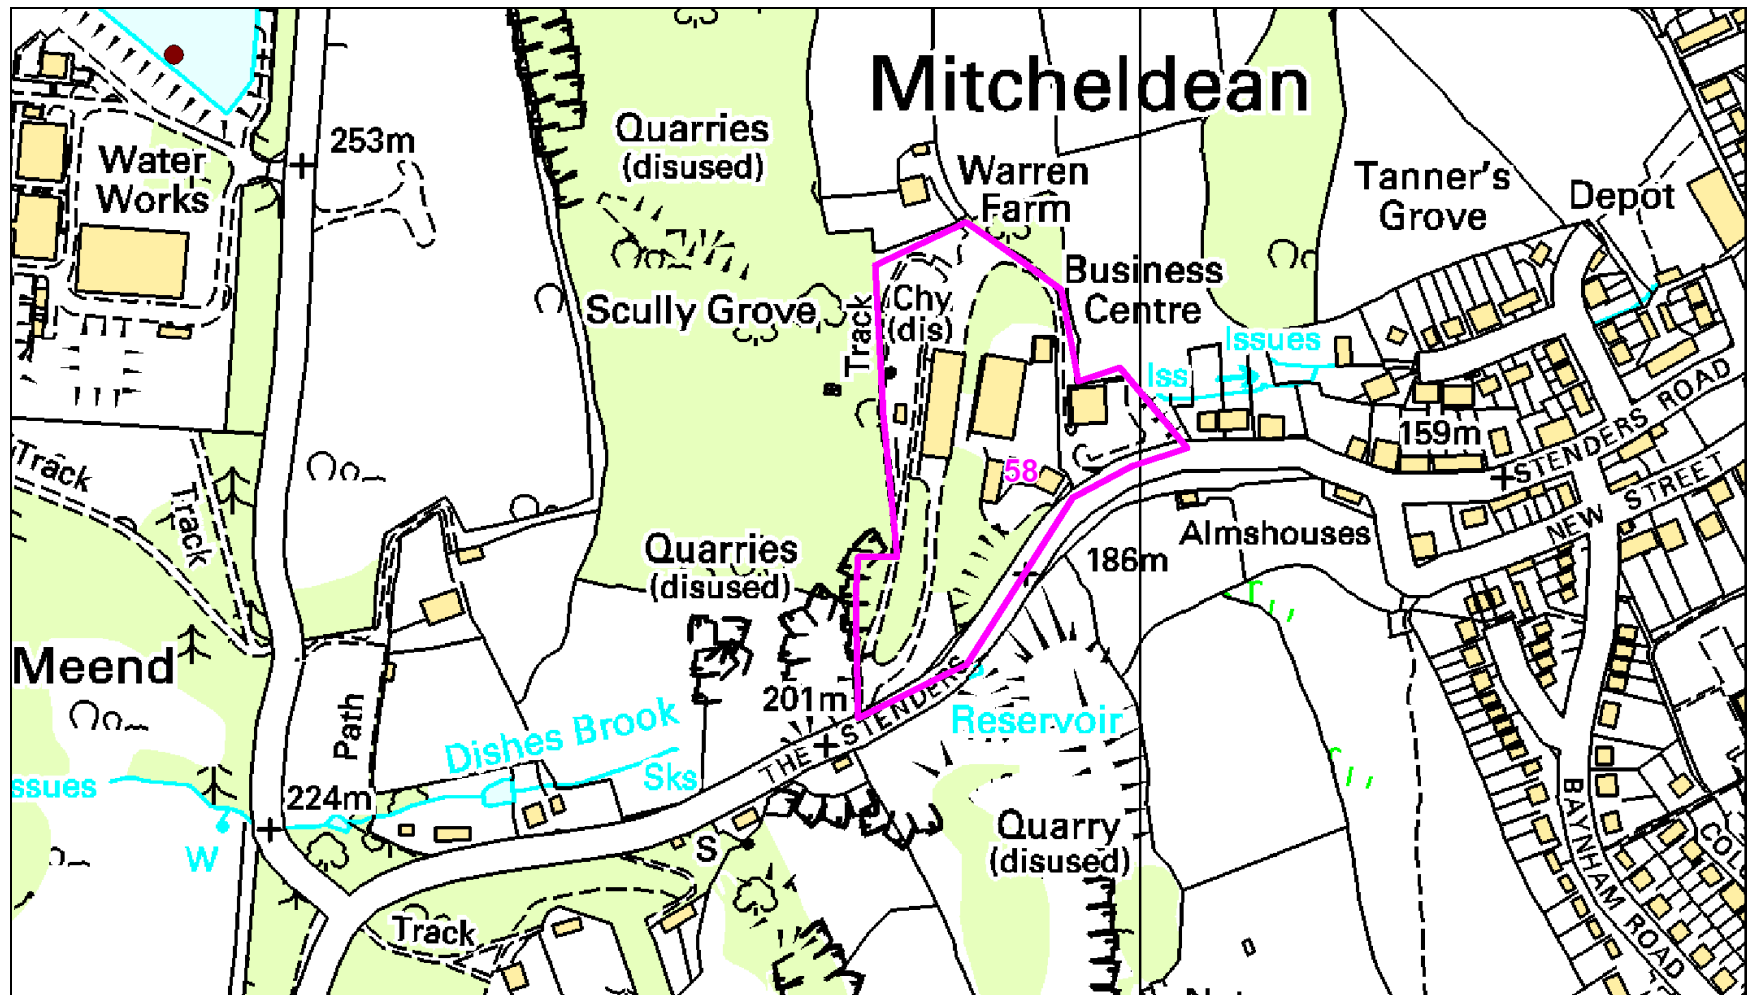 Mitcheldean
Quarries
(disused)
253m
Water
Works
Warren
Farm
Tanner's
Grove
Depot
Business
Centre
Scully Grove
Track
Chy
(dis)
Issues
Iss
159m
STENDERS ROAD
NEW STREET
58
Track
Track
Almshouses
186m
Quarries
(disused)
Meend
Path
201m
THE STENDERS
Reservoir
Dishes Brook
Sks
ssues
224m
W
S
Quarry
(disused)
BAYNHAM ROAD
COL
Track